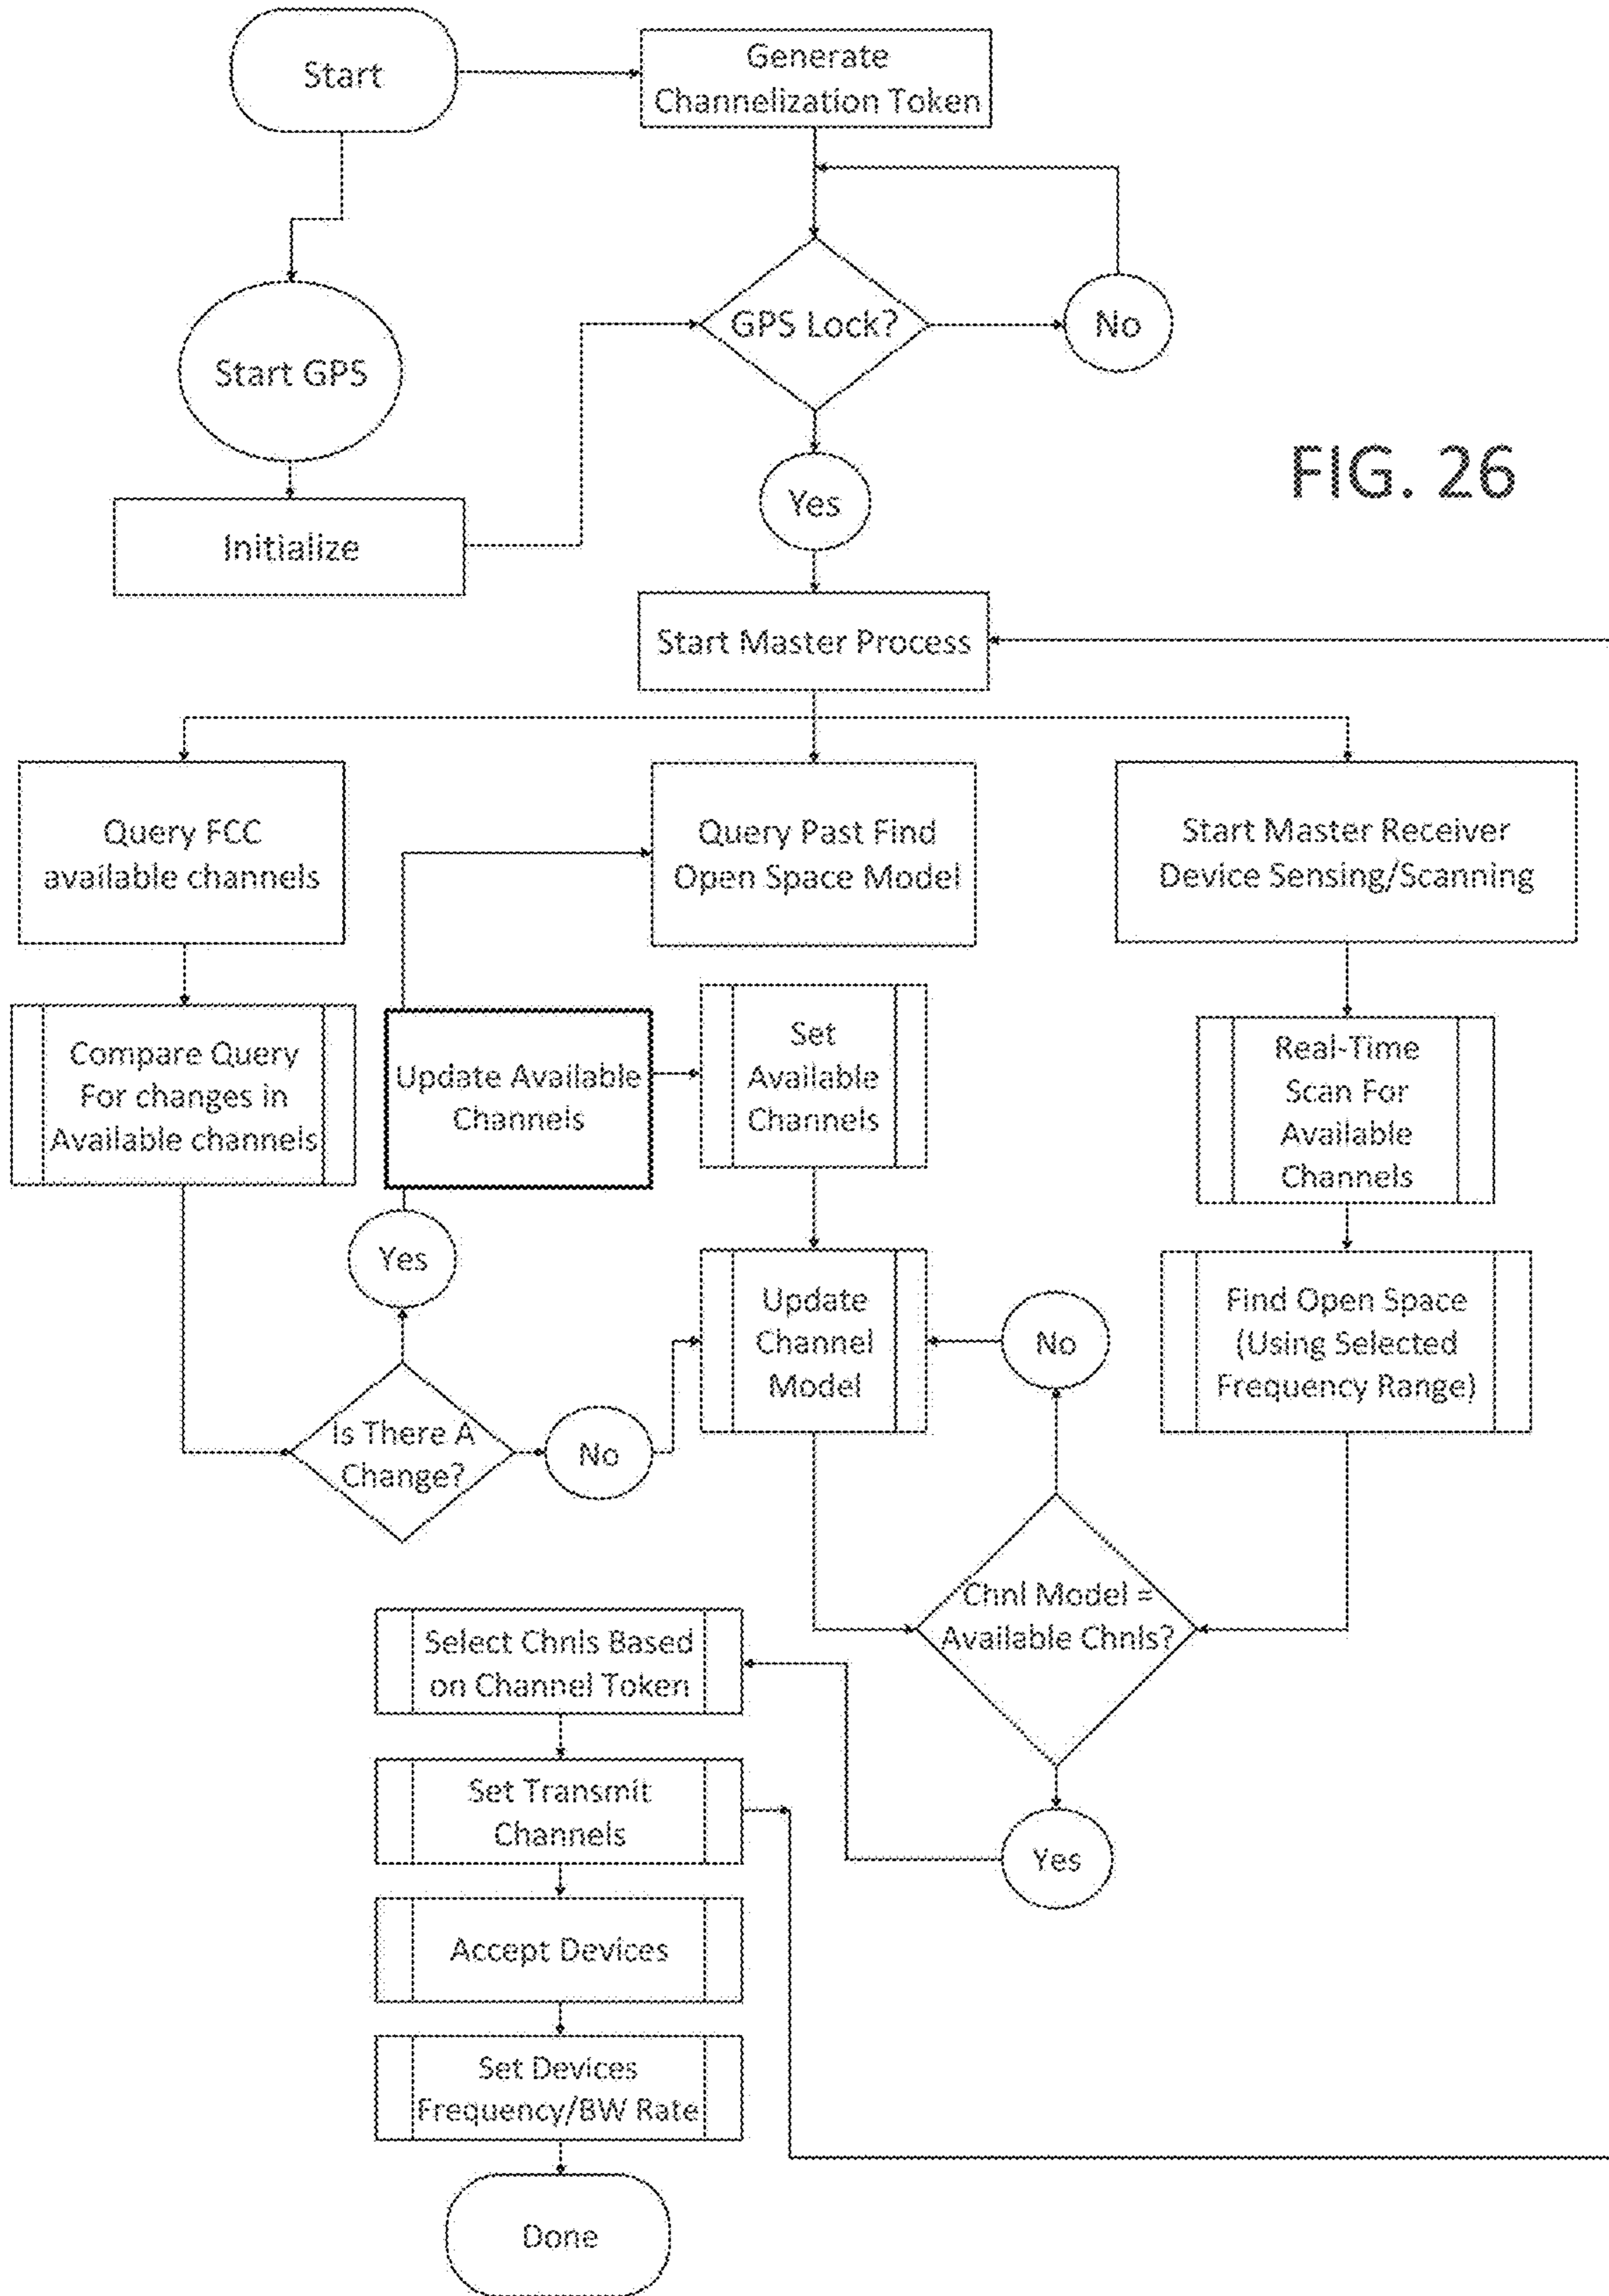 Start
Generate
Channelization Token
GPS Lock?
No
Start GPS
FIG. 26
Yes
Initialize
Start Master Process
Query FCC
available channels
Query Past Find
Open Space Model
Start Master Receiver
Device Sensing/Scanning
Compare Query
For changes in
Available channels
Update Available
Channels
Set
Available
Channels
Real-Time
Scan For
Available
Channels
Yes
Update
Channel
Model
No
Find Open Space
(Using Selected
Frequency Range)
Is There A
Change?
No
Chnl Model =
Available Chnls?
Select Chnls Based
on Channel Token
Set Transmit
Channels
Yes
Accept Devices
Set Devices
Frequency/BW Rate
Done